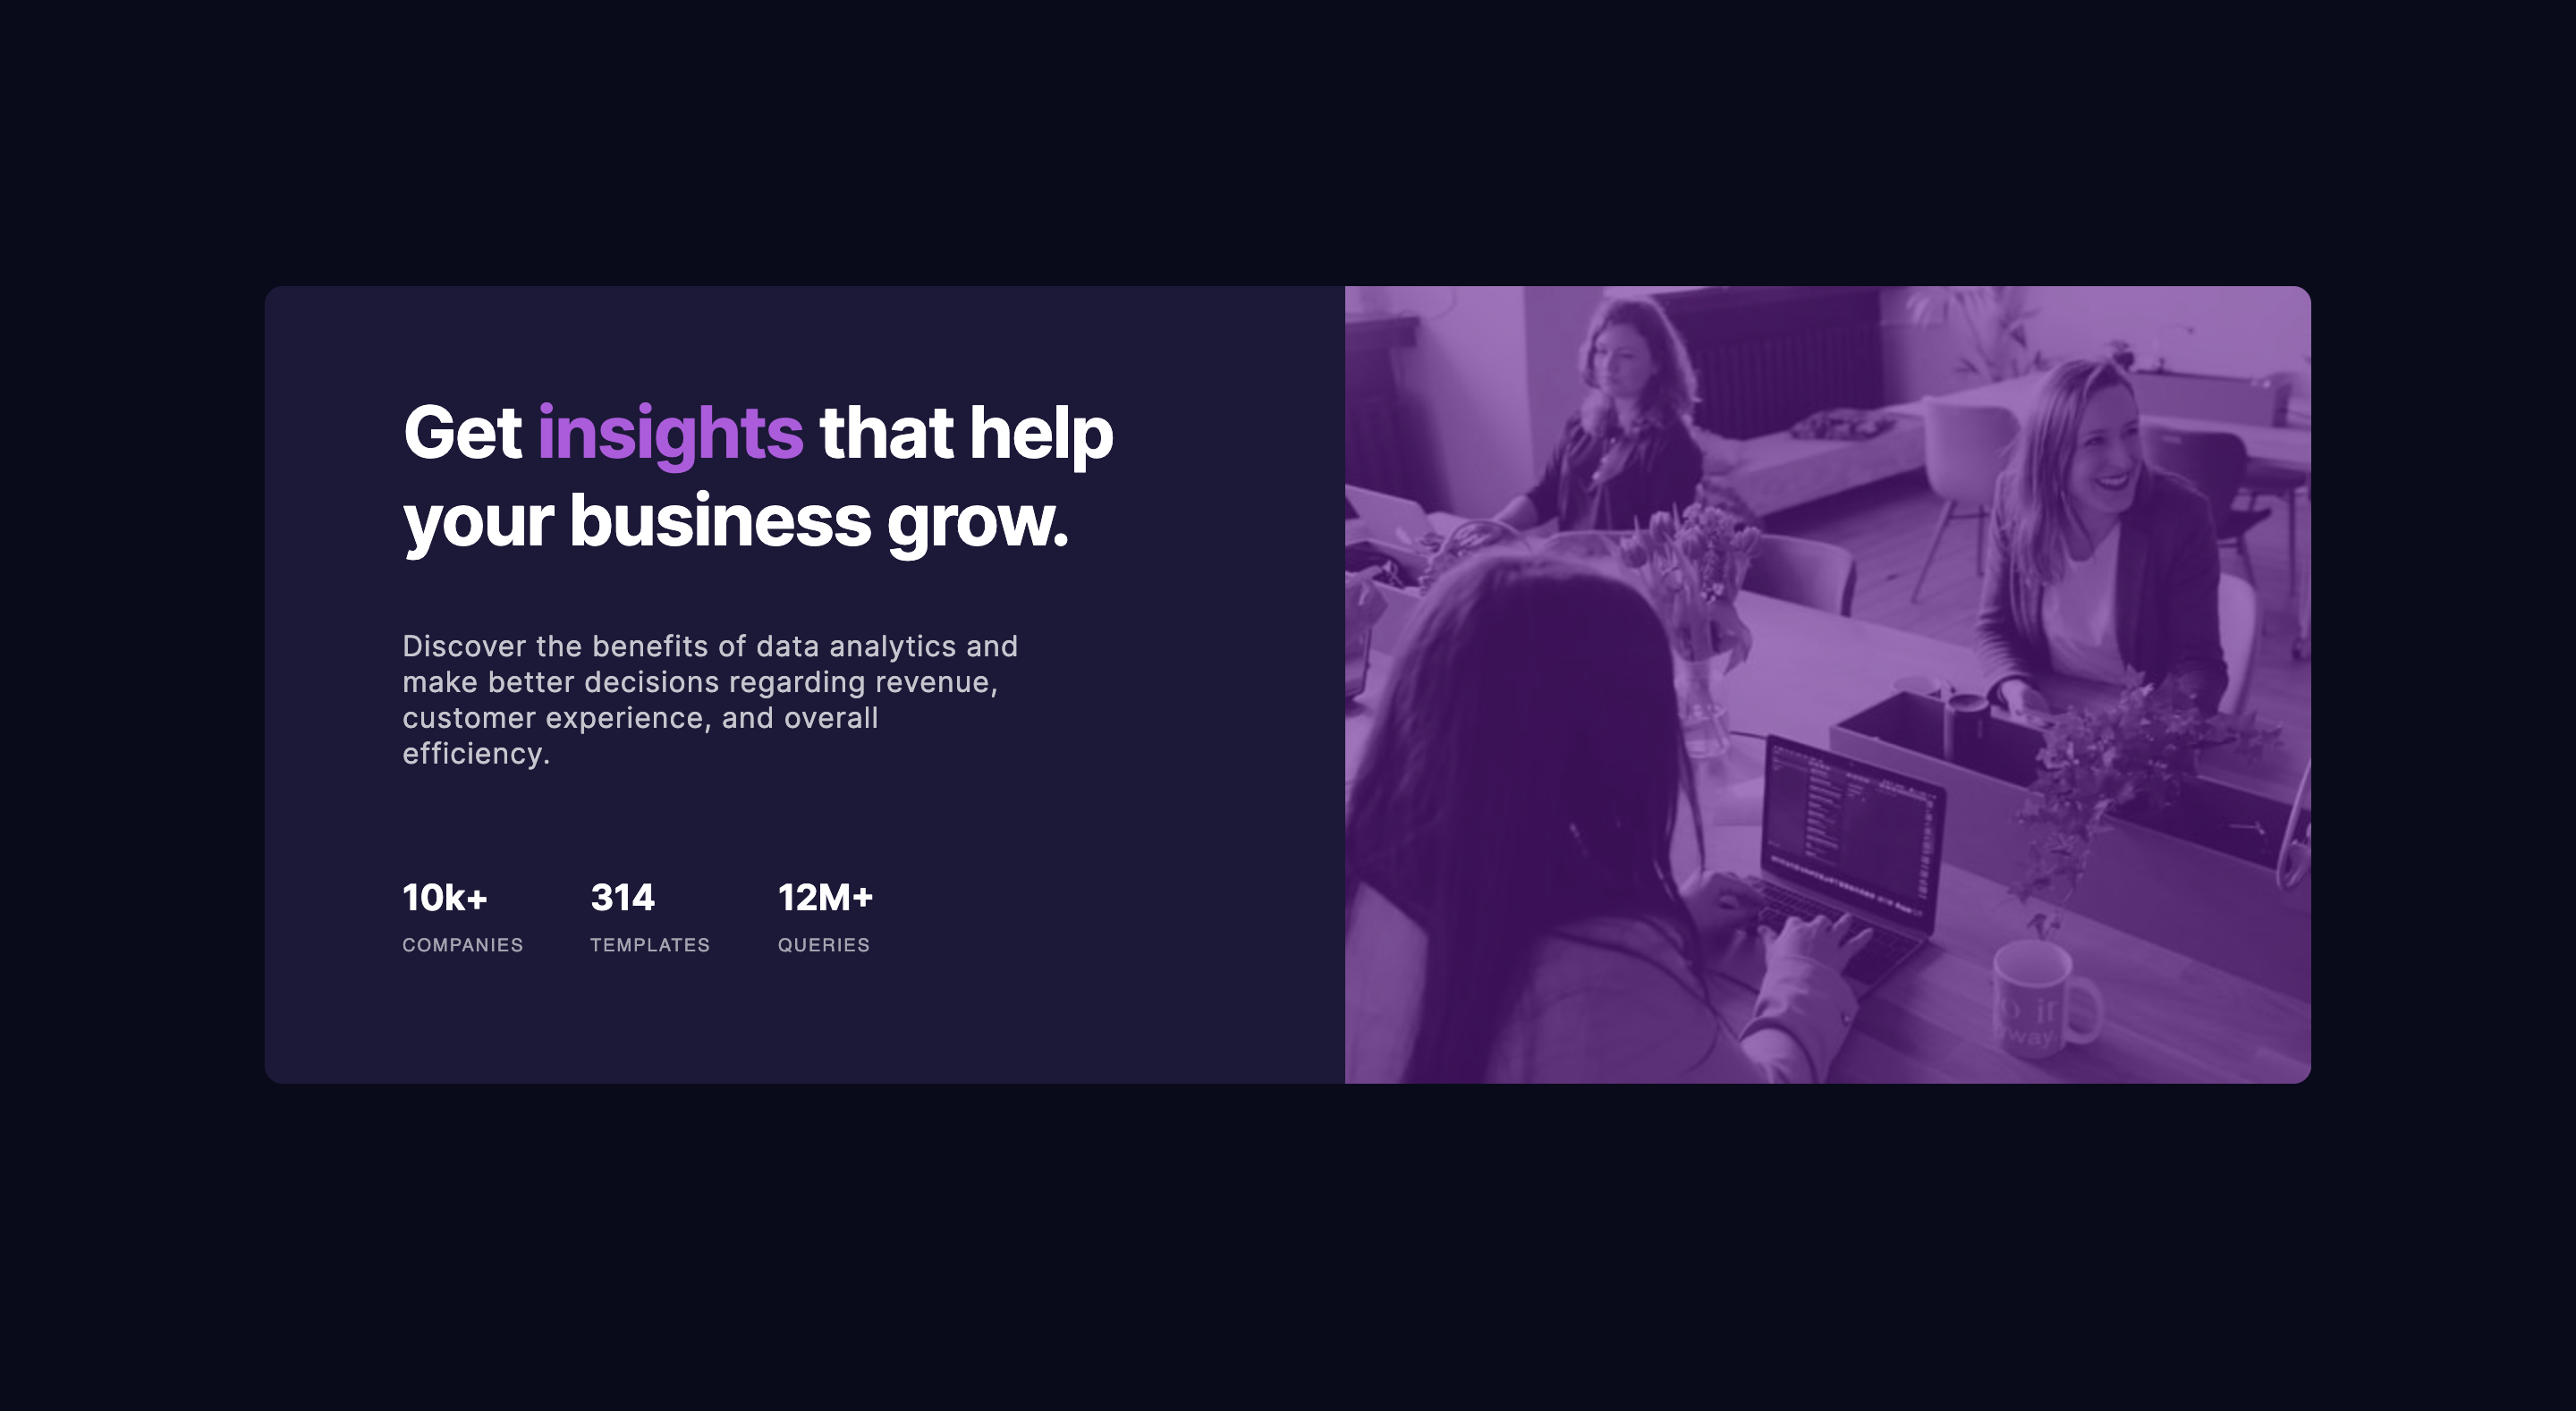 Get insights that help
your business grow.
Discover the benefits of data analytics and
make better decisions regarding revenue,
customer experience, and overall
efficiency.
10k+ 314 12M+
COMPANIES TEMPLATES QUERIES